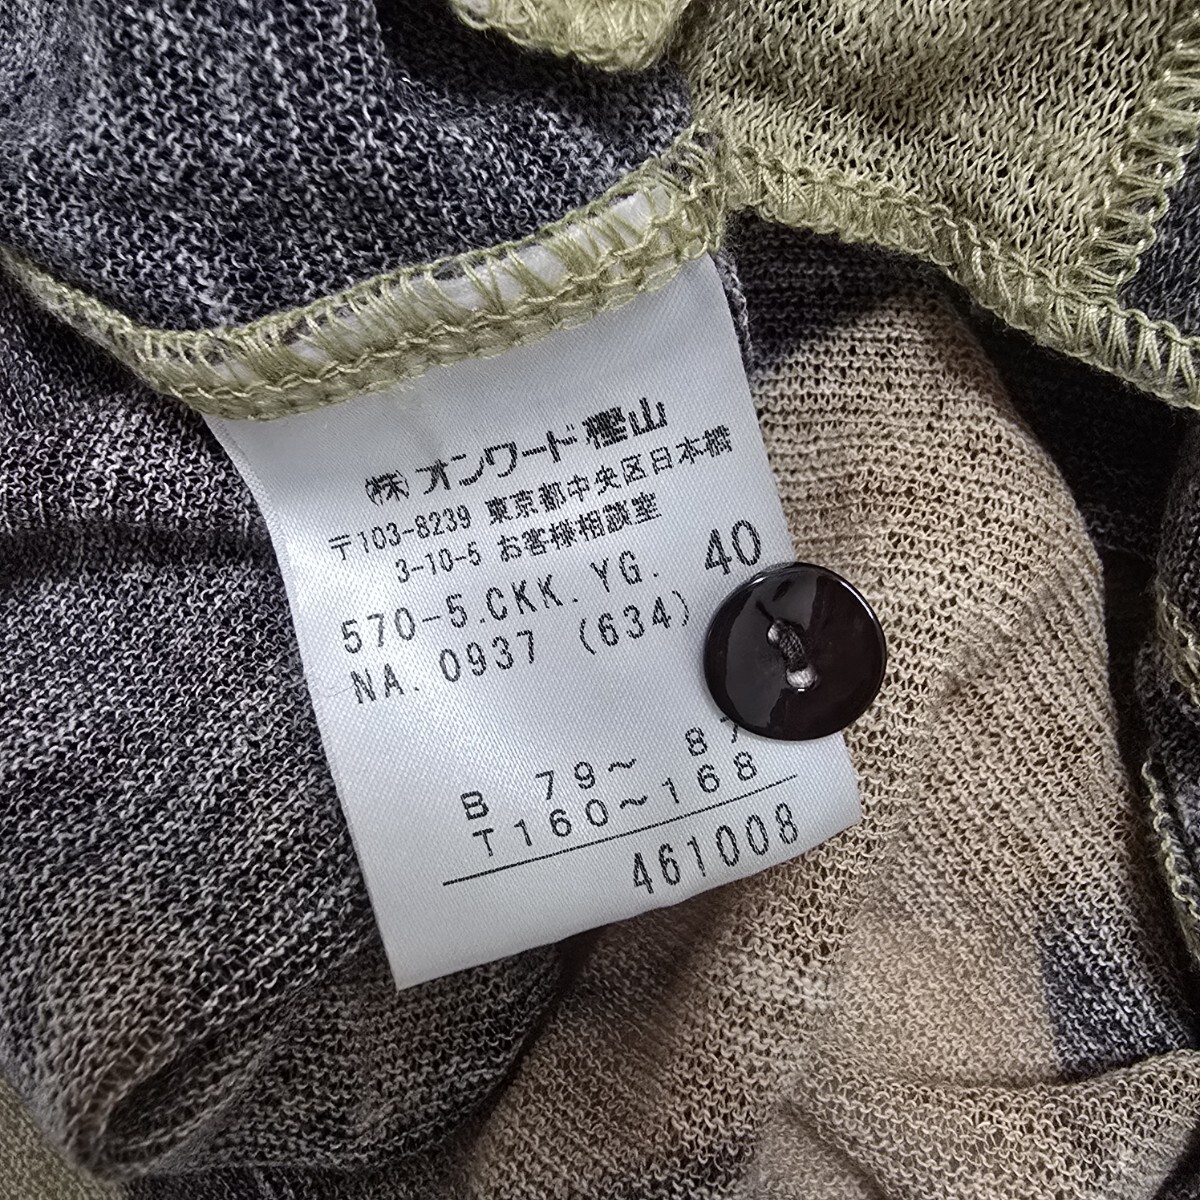 (株)オンワード樫山
〒103-8239 東京都中央区日本橋
3-10-5 お客様相談室
570-5.CKK.YG. 40
NA. 0937 (634)
B 79～ 87
T160～168
461008